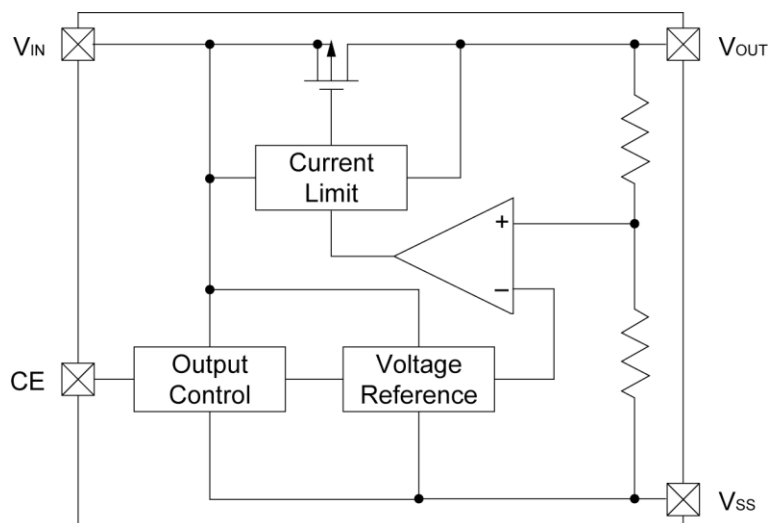 VIN
VOUT
Current
Limit
+
−
CE
Output
Control
Voltage
Reference
VSS